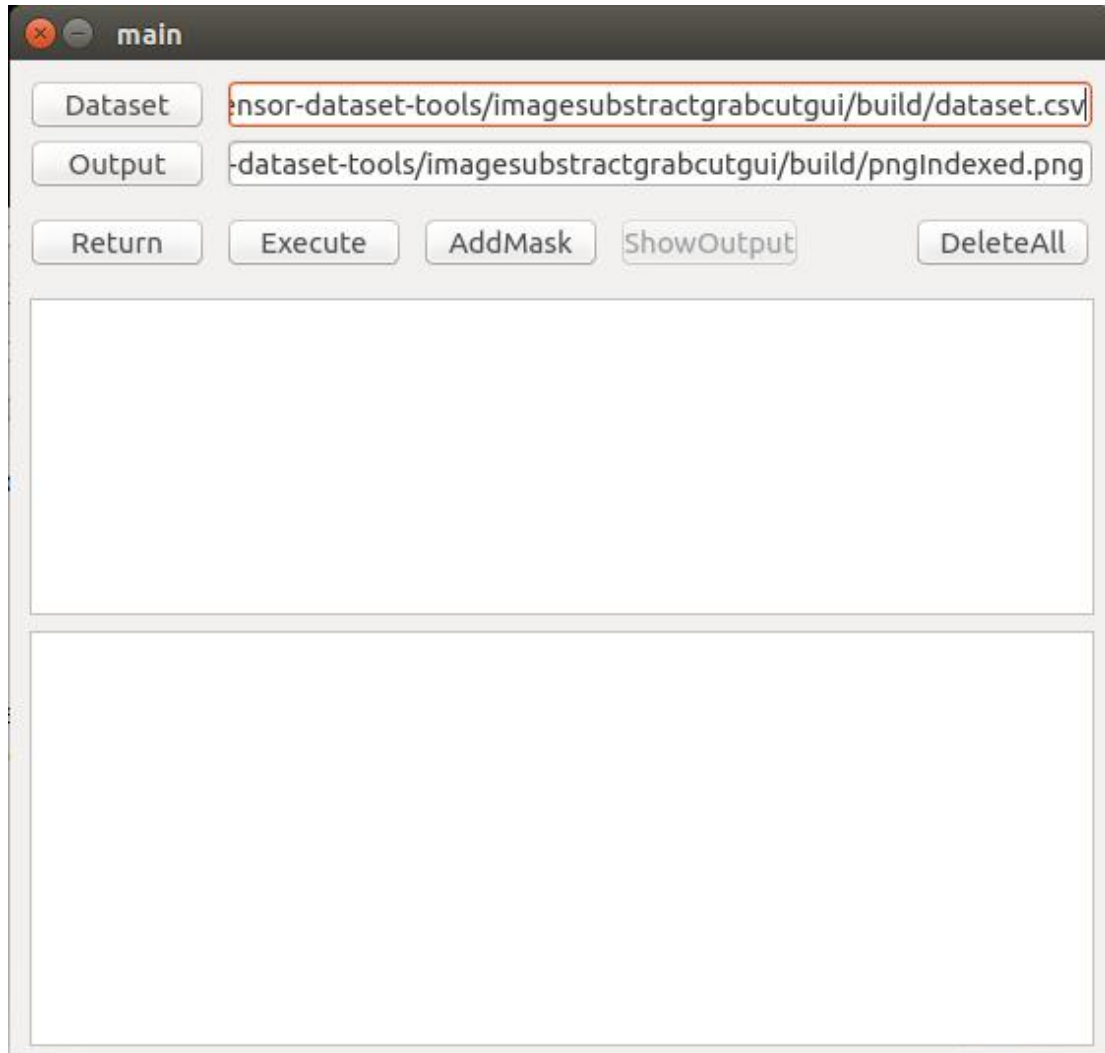 main
Dataset ensor-dataset-tools/imagesubstractgrabcutgui/build/dataset.csv
Output -dataset-tools/imagesubstractgrabcutgui/build/pngIndexed.png
Return Execute AddMask ShowOutput DeleteAll